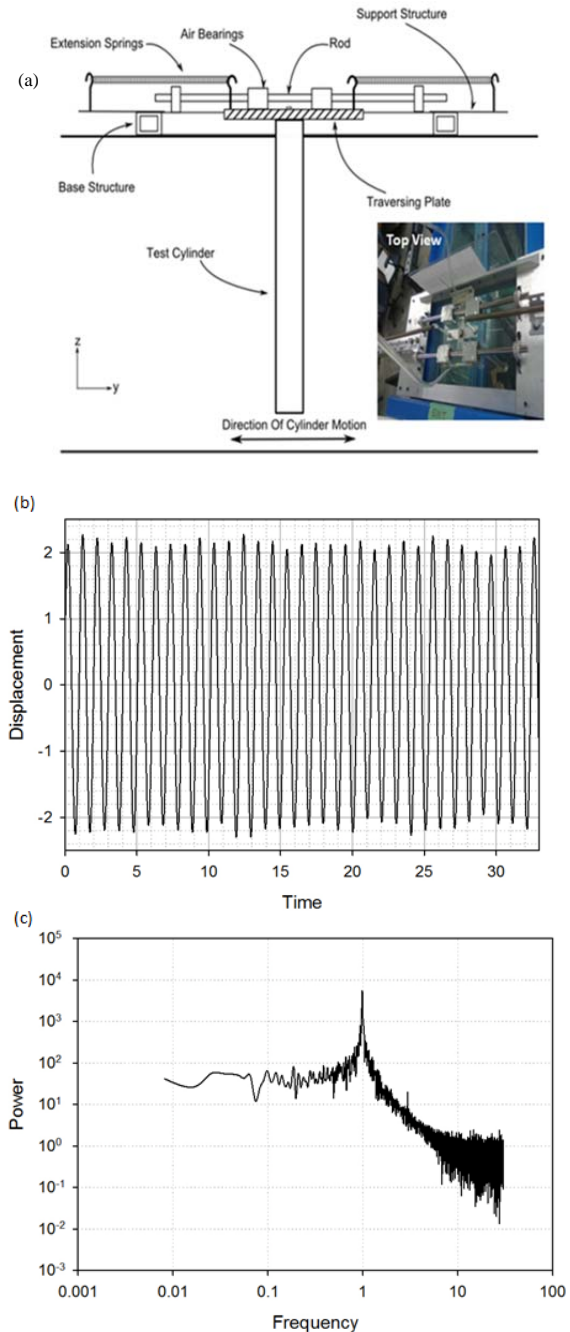 Support Structure
Air Bearings
Rod
Extension Springs
(a)
Base Structure
Traversing Plate
Top View
Test Cylinder
z
y
Direction Of Cylinder Motion
(b)
2
1
0
-1
-2
Displacement
0 5 10 15 20 25 30
Time
(c)
10^5
10^4
10^3
10^2
10^1
10^0
10^-1
10^-2
10^-3
Power
0.001 0.01 0.1 1 10 100
Frequency